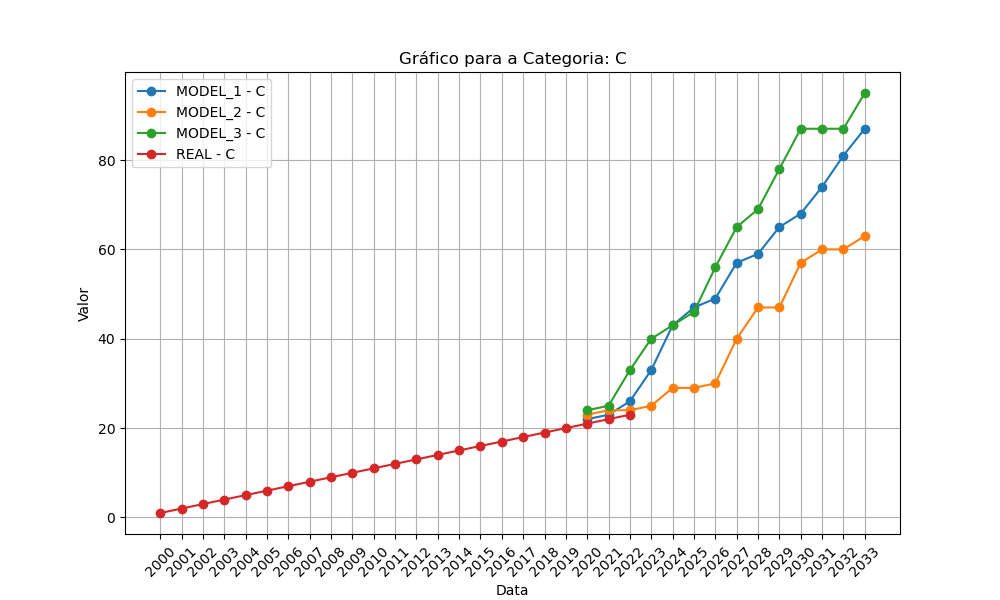 Gráfico para a Categoria: C
MODEL_1 - C
MODEL_2 - C
MODEL_3 - C
REAL - C
Valor
80
60
40
20
0
2000 2001 2002 2003 2004 2005 2006 2007 2008 2009 2010 2011 2012 2013 2014 2015 2016 2017 2018 2019 2020 2021 2022 2023 2024 2025 2026 2027 2028 2029 2030 2031 2032 2033
Data